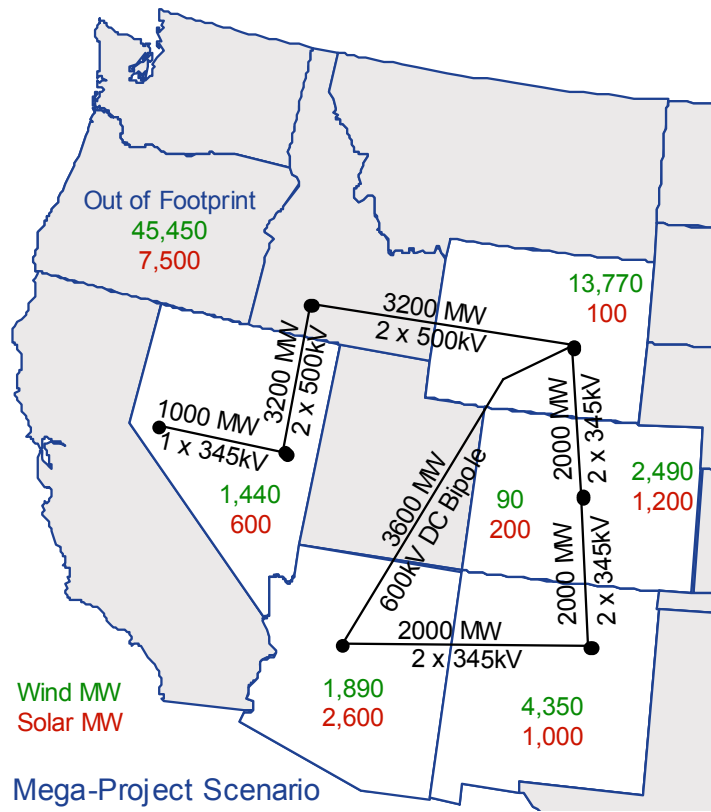 Out of Footprint
45,450
7,500
13,770
100
3200 MW
2 x 500kV
3200 MW
2 x 500kV
1000 MW
1 x 345kV
1,440
600
2000 MW
2 x 345kV
2,490
1,200
90
200
3600 MW
600kV DC Bipole
2000 MW
2 x 345kV
2000 MW
2 x 345kV
1,890
2,600
4,350
1,000
Wind MW
Solar MW
Mega-Project Scenario